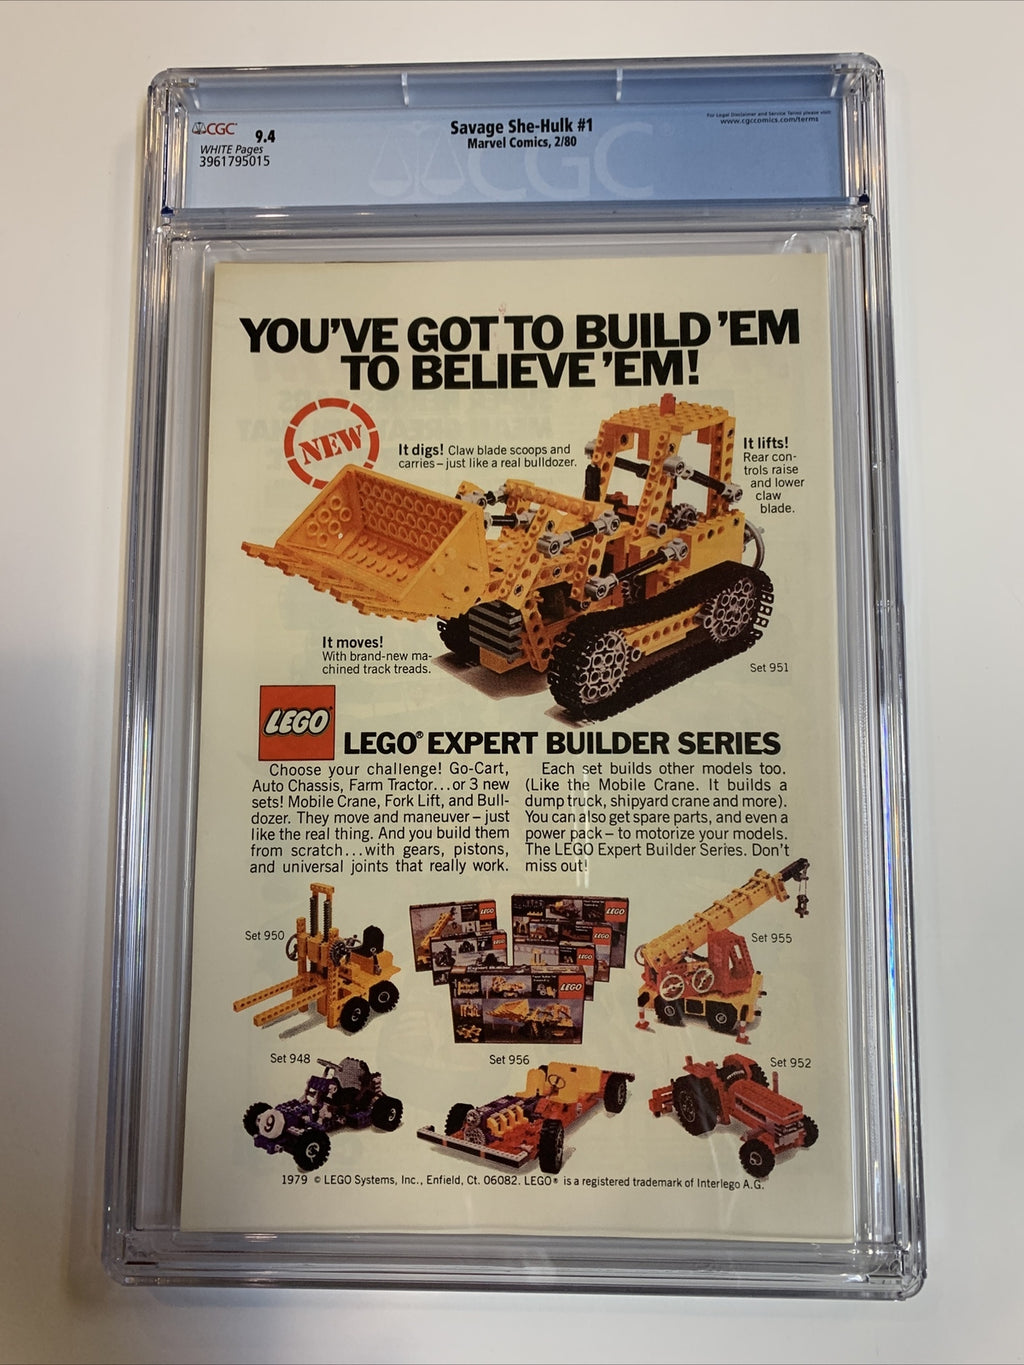 CGC
9.4
WHITE Pages
3961795015
Savage She-Hulk #1
Marvel Comics, 2/80
For Legal Disclaimer and Service Terms please visit
www.cgccomics.com/terms
CGC
YOU'VE GOT TO BUILD 'EM
TO BELIEVE 'EM!
NEW
It digs! Claw blade scoops and
carries – just like a real bulldozer.
It lifts!
Rear con-
trols raise
and lower
claw
blade.
It moves!
With brand-new ma-
chined track treads.
Set 951
LEGO
LEGO® EXPERT BUILDER SERIES
Choose your challenge! Go-Cart,
Auto Chassis, Farm Tractor...or 3 new
sets! Mobile Crane, Fork Lift, and Bull-
dozer. They move and maneuver – just
like the real thing. And you build them
from scratch...with gears, pistons,
and universal joints that really work.
Each set builds other models too.
(Like the Mobile Crane. It builds a
dump truck, shipyard crane and more).
You can also get spare parts, and even a
power pack – to motorize your models.
The LEGO Expert Builder Series. Don't
miss out!
Set 950
LEGO
LEGO
LEGO
LEGO
LEGO
LEGO
Set 955
Set 948
9
Set 956
Set 952
1979 © LEGO Systems, Inc., Enfield, Ct. 06082. LEGO® is a registered trademark of Interlego A.G.